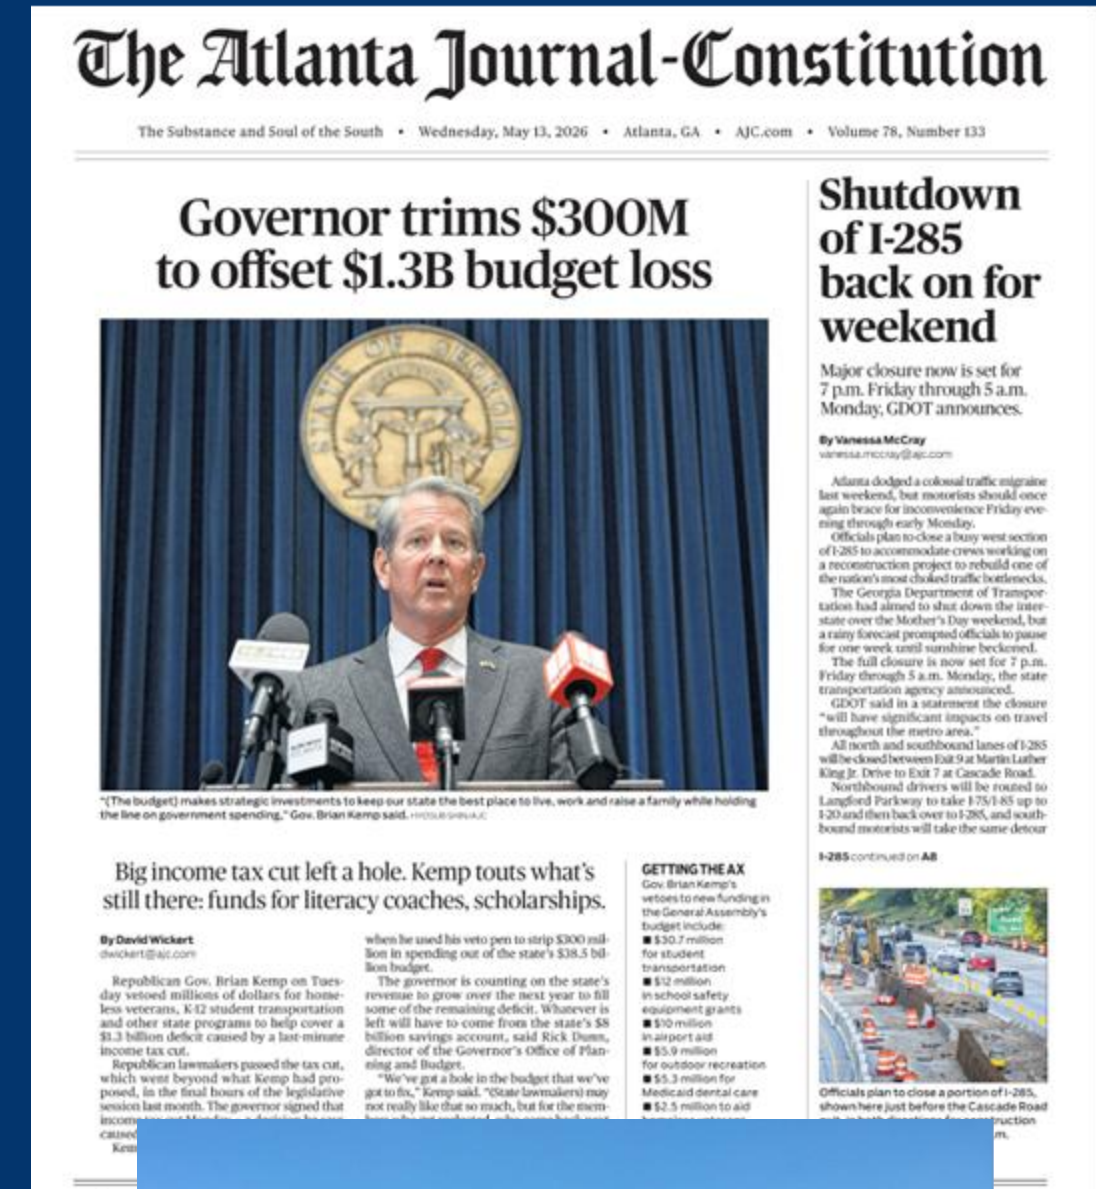 The Atlanta Journal-Constitution
The Substance and Soul of the South • Wednesday, May 13, 2026 • Atlanta, GA • AJC.com • Volume 78, Number 133
Governor trims $300M
to offset $1.3B budget loss
STATE OF GEORGIA
"(The budget) makes strategic investments to keep our state the best place to live, work and raise a family while holding
the line on government spending," Gov. Brian Kemp said.
Big income tax cut left a hole. Kemp touts what's
still there: funds for literacy coaches, scholarships.
By David Wickert
dwickert@ajc.com
Republican Gov. Brian Kemp on Tues-
day vetoed millions of dollars for home-
less veterans, K-12 student transportation
and other state programs to help cover a
$1.3 billion deficit caused by a last-minute
income tax cut.
Republican lawmakers passed the tax cut,
which went beyond what Kemp had pro-
posed, in the final hours of the legislative
session last month. The governor signed that
income
caused
when he used his veto pen to strip $300 mil-
lion in spending out of the state's $38.5 bil-
lion budget.
The governor is counting on the state's
revenue to grow over the next year to fill
some of the remaining deficit. Whatever is
left will have to come from the state's $8
billion savings account, said Rick Dunn,
director of the Governor's Office of Plan-
ning and Budget.
"We've got a hole in the budget that we've
got to fix," Kemp said. "(State lawmakers) may
not really like that so much, but for the mem-
GETTING THE AX
Gov. Brian Kemp's
vetoes to new funding in
the General Assembly's
budget include:
■ $30.7 million
for student
transportation
■ $12 million
in school safety
equipment grants
■ $10 million
in airport aid
■ $5.9 million
for outdoor recreation
■ $5.3 million for
Medicaid dental care
■ $2.5 million to aid
Shutdown
of I-285
back on for
weekend
Major closure now is set for
7 p.m. Friday through 5 a.m.
Monday, GDOT announces.
By Vanessa McCray
vanessa.mccray@ajc.com
Atlanta dodged a colossal traffic migraine
last weekend, but motorists should once
again brace for inconvenience Friday eve-
ning through early Monday.
Officials plan to close a busy west section
of I-285 to accommodate crews working on
a reconstruction project to rebuild one of
the nation's most choked traffic bottlenecks.
The Georgia Department of Transpor-
tation had aimed to shut down the inter-
state over the Mother's Day weekend, but
a rainy forecast prompted officials to pause
for one week until sunshine beckoned.
The full closure is now set for 7 p.m.
Friday through 5 a.m. Monday, the state
transportation agency announced.
GDOT said in a statement the closure
"will have significant impacts on travel
throughout the metro area."
All north and southbound lanes of I-285
will be closed between Exit 9 at Martin Luther
King Jr. Drive to Exit 7 at Cascade Road.
Northbound drivers will be routed to
Langford Parkway to take I-75/I-85 up to
I-20 and then back over to I-285, and south-
bound motorists will take the same detour
I-285 continued on A8
Officials plan to close a portion of I-285,
shown here just before the Cascade Road